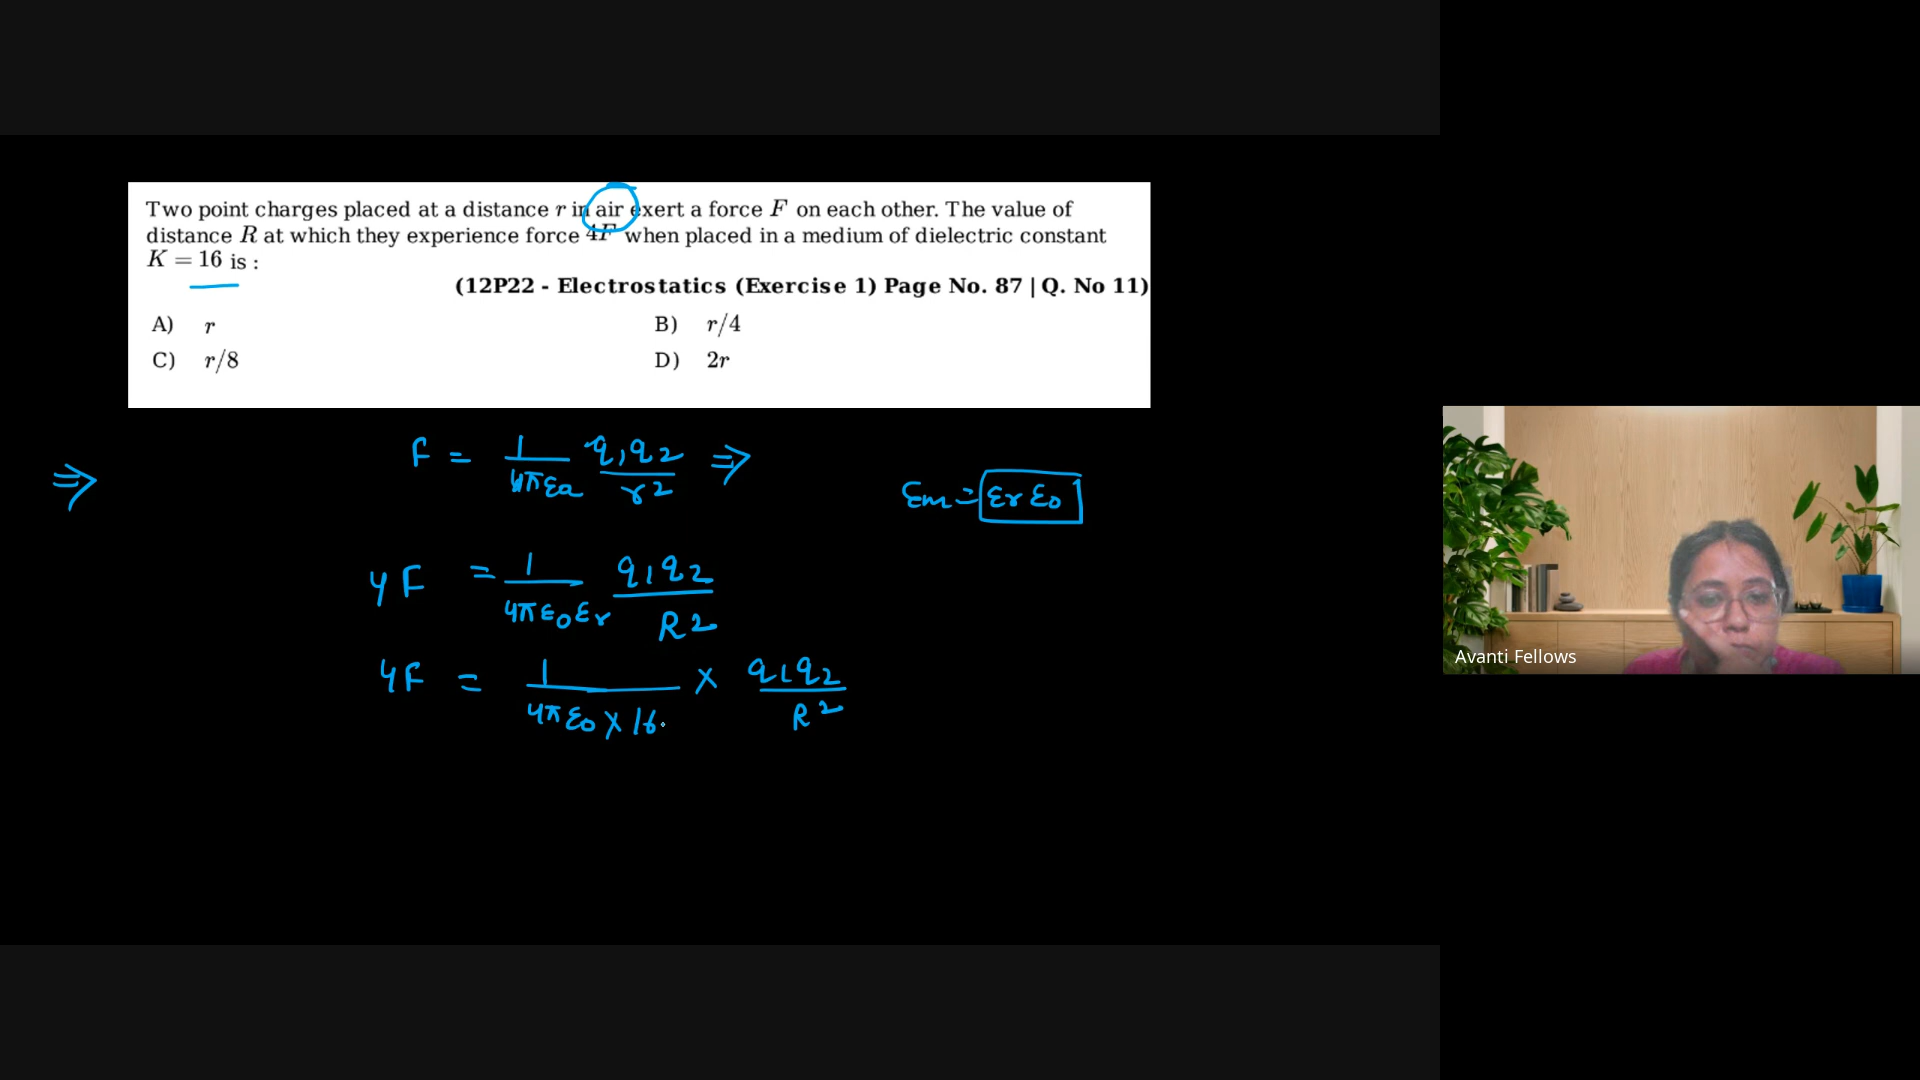 Two point charges placed at a distance r in air exert a force F on each other. The value of
distance R at which they experience force 4F when placed in a medium of dielectric constant
K = 16 is :
(12P22 - Electrostatics (Exercise 1) Page No. 87 | Q. No 11)
A) r B) r/4
C) r/8 D) 2r
⇒ F = 1/4πεa q1q2/r2 ⇒
εm = εrε0
4F = 1/4πε0εr q1q2/R2
4F = 1/4πε0×16 × q1q2/R2
Avanti Fellows